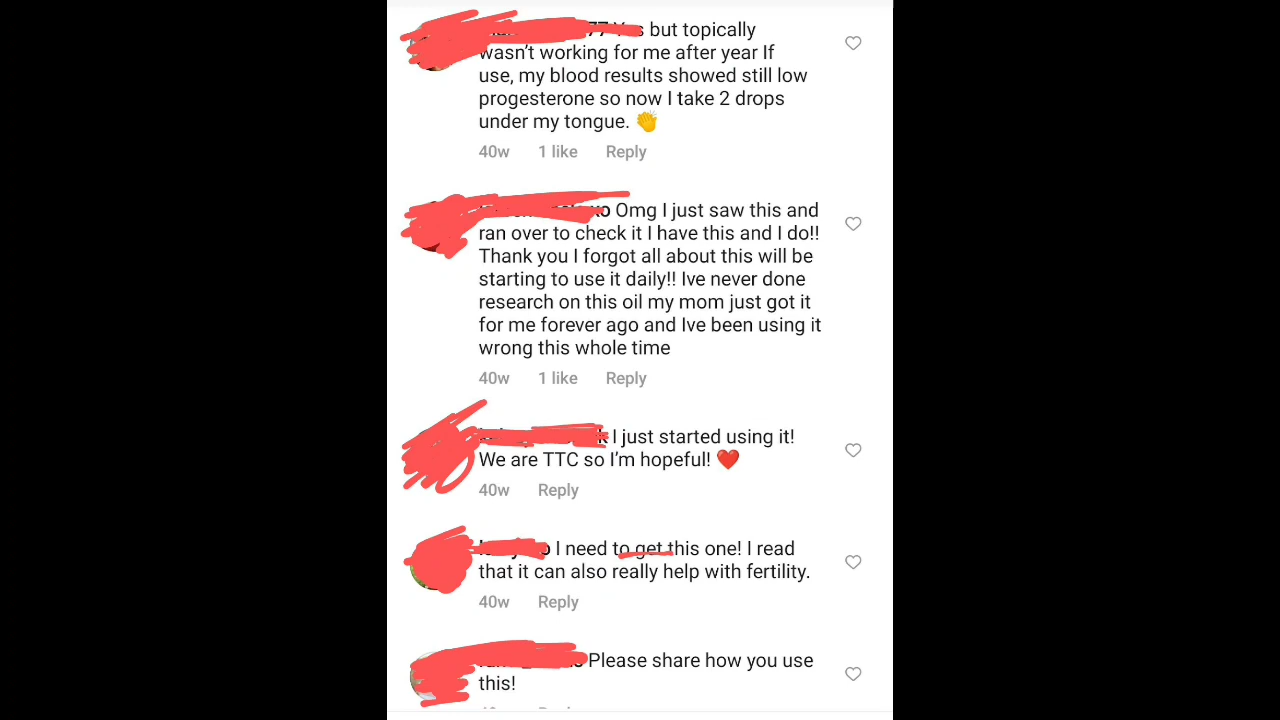 77 Yes but topically
wasn't working for me after year If
use, my blood results showed still low
progesterone so now I take 2 drops
under my tongue. 👏
40w 1 like Reply
xo Omg I just saw this and
ran over to check it I have this and I do!!
Thank you I forgot all about this will be
starting to use it daily!! Ive never done
research on this oil my mom just got it
for me forever ago and Ive been using it
wrong this whole time
40w 1 like Reply
k I just started using it!
We are TTC so I'm hopeful! ❤️
40w Reply
I need to get this one! I read
that it can also really help with fertility.
40w Reply
Please share how you use
this!